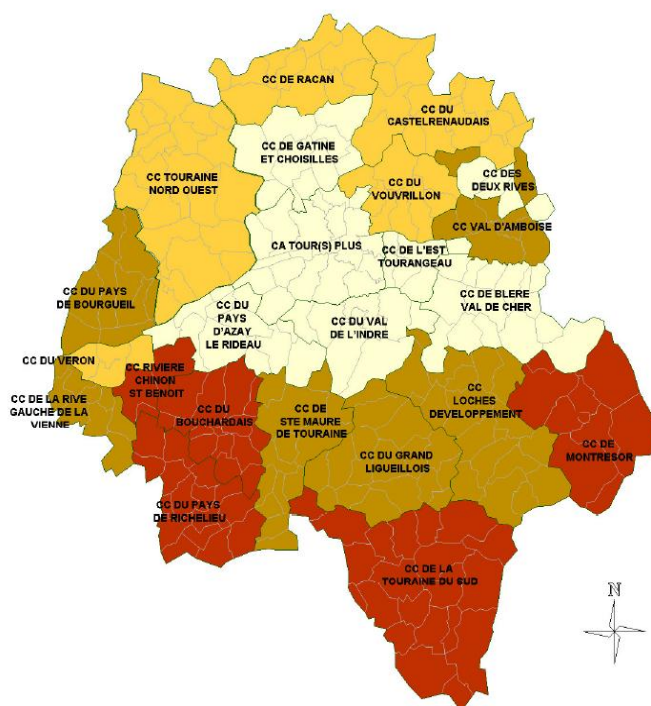 CC DE RACAN
CC DU
CASTELRENAUDAIS
CC DE GATINE
ET CHOISILLES
CC TOURAINE
NORD OUEST
CC DU
VOUVRILLON
CC DES
DEUX RIVES
CC VAL D'AMBOISE
CA TOUR(S) PLUS
CC DE L'EST
TOURANGEAU
CC DU PAYS
DE BOURGUEIL
CC DU
PAYS
D'AZAY
LE RIDEAU
CC DU VAL
DE L'INDRE
CC DE BLERE
VAL DE CHER
CC DU VERON
CC RIVIERE
CHINON
ST BENOIT
CC DE LA RIVE
GAUCHE DE LA
VIENNE
CC DU
BOUCHARDAIS
CC DE
STE MAURE
DE TOURAINE
CC
LOCHES
DEVELOPPEMENT
CC DU GRAND
LIGUEILLOIS
CC DE
MONTRESOR
CC DU PAYS
DE RICHELIEU
CC DE LA
TOURAINE DU SUD
N